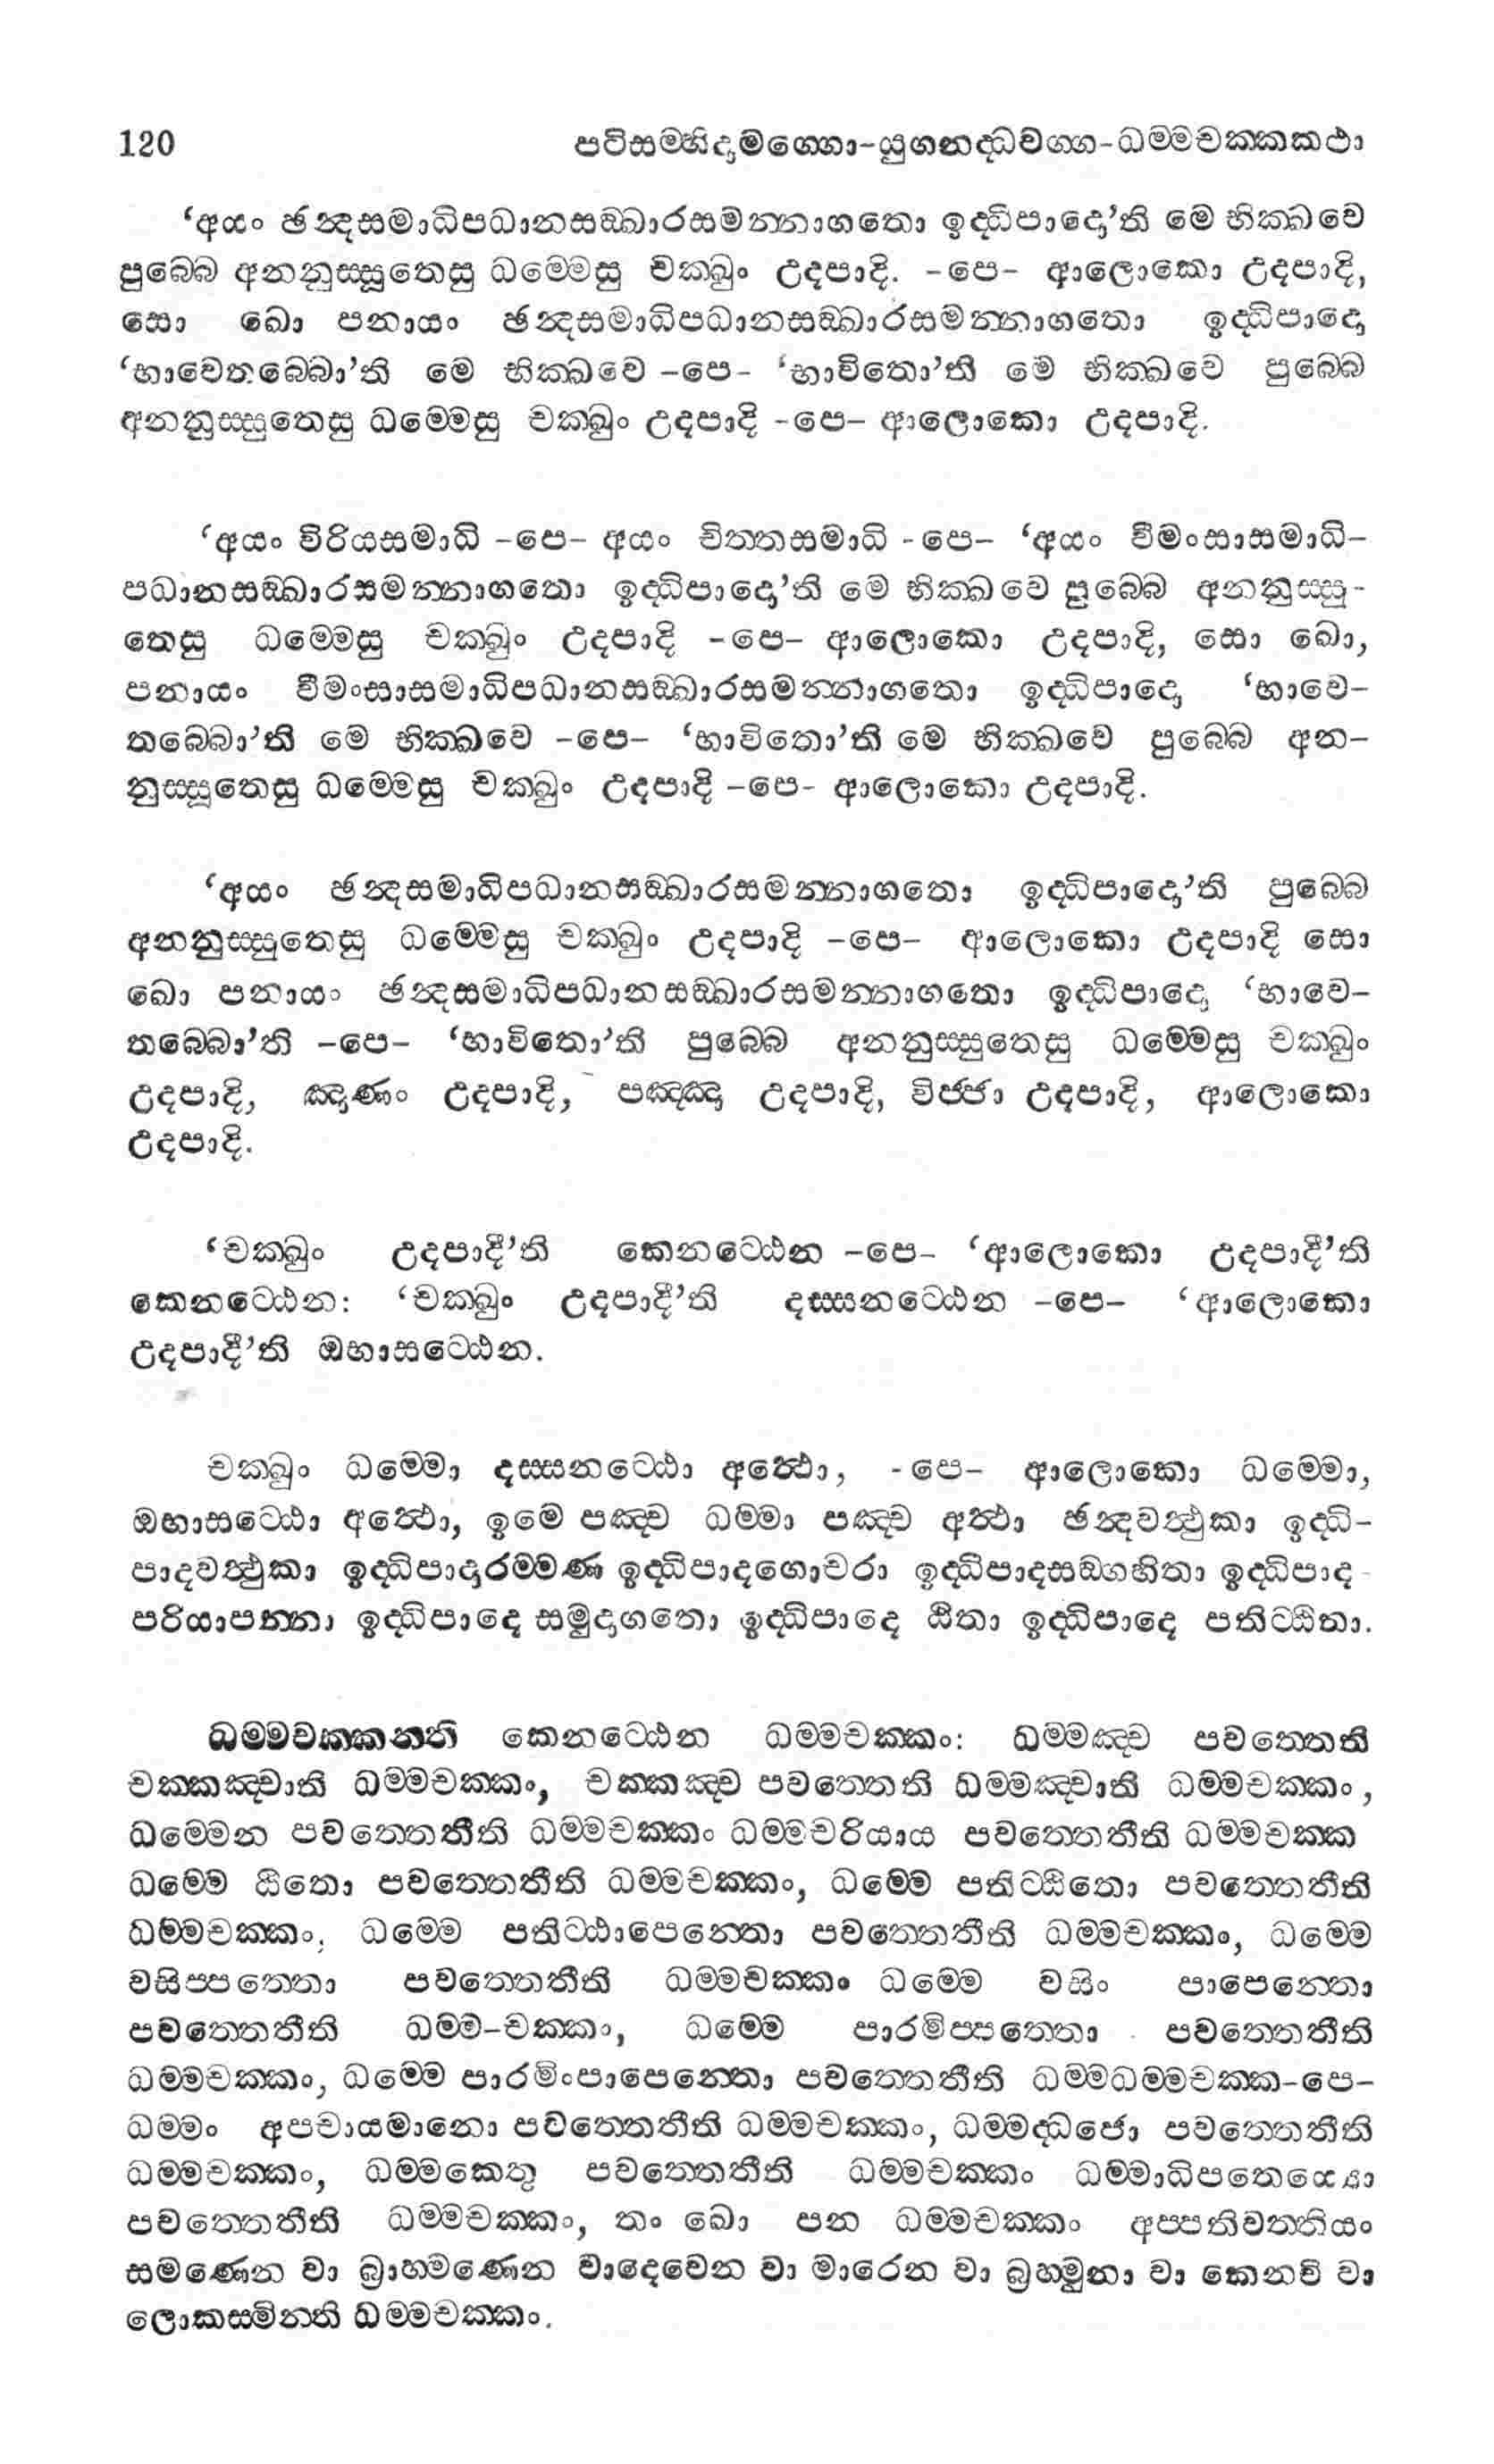 120 පටිසම්භිදාමග්ගො-යුගනද්ධවග්ග-ධම්මචක්කකථා
‘අයං ඡන්දසමාධිපධානසඞ්ඛාරසමන්නාගතො ඉද්ධිපාදො’ති මෙ භික්ඛවෙ
පුබ්බෙ අනනුස්සූතෙසු ධම්මෙසු චක්ඛුං උදපාදි. -පෙ- ආලොකො උදපාදි,
සො ඛො පනායං ඡන්දසමාධිපධානසඞ්ඛාරසමන්නාගතො ඉද්ධිපාදො
‘භාවෙතබ්බො’ති මෙ භික්ඛවෙ -පෙ- ‘භාවිතො’තී මෙ භික්ඛවෙ පුබ්බෙ
අනනුස්සුතෙසු ධම්මෙසු චක්ඛුං උදපාදි -පෙ- ආලොකො උදපාදි.
‘අයං විරියසමාධි -පෙ- අයං චිත්තසමාධි -පෙ- ‘අයං වීමංසාසමාධි-
පධානසඞ්ඛාරසමන්නාගතො ඉද්ධිපාදො’ති මෙ භික්ඛවෙ පුබ්බෙ අනනුස්සූ-
තෙසු ධම්මෙසු චක්ඛුං උදපාදි -පෙ- ආලොකො උදපාදි, සො ඛො,
පනායං වීමංසාසමාධිපධානසඞ්ඛාරසමන්නාගතො ඉද්ධිපාදො ‘භාවෙ-
තබ්බො’ති මෙ භික්ඛවෙ -පෙ- ‘භාවිතො’ති මෙ භික්ඛවෙ පුබ්බෙ අන-
නුස්සූතෙසු ධම්මෙසු චක්ඛුං උදපාදි -පෙ- ආලොකො උදපාදි.
‘අයං ඡන්දසමාධිපධානසඞ්ඛාරසමන්නාගතො ඉද්ධිපාදො’ති පුබ්බෙ
අනනුස්සුතෙසු ධම්මෙසු චක්ඛුං උදපාදි -පෙ- ආලොකො උදපාදි සො
ඛො පනායං ඡන්දසමාධිපධානසඞ්ඛාරසමන්නාගතො ඉද්ධිපාදො ‘භාවෙ-
තබ්බො’ති -පෙ- ‘භාවිතො’ති පුබ්බෙ අනනුස්සුතෙසු ධම්මෙසු චක්ඛුං
උදපාදි, ඤාණං උදපාදි, පඤ්ඤා උදපාදි, විජ්ජා උදපාදි, ආලොකො
උදපාදි.
‘චක්ඛුං උදපාදී’ති කෙනට්ඨෙන -පෙ- ‘ආලොකො උදපාදී’ති
කෙනට්ඨෙන: ‘චක්ඛුං උදපාදී’ති දස්සනට්ඨෙන -පෙ- ‘ආලොකො
උදපාදී’ති ඔභාසට්ඨෙන.
චක්ඛුං ධම්මො, දස්සනට්ඨො අත්ථො, -පෙ- ආලොකො ධම්මො,
ඔභාසට්ඨො අත්ථො, ඉමෙ පඤ්ච ධම්මා පඤ්ච අත්ථා ඡන්දවත්ථුකා ඉද්ධි-
පාදවත්ථුකා ඉද්ධිපාදාරම්මණ ඉද්ධිපාදගොචරා ඉද්ධිපාදසඞ්ගහිතා ඉද්ධිපාද-
පරියාපන්නා ඉද්ධිපාදෙ සමුදාගතො ඉද්ධිපාදෙ ඨිතා ඉද්ධිපාදෙ පතිට්ඨිතා.
ධම්මචක්කන්ති කෙනට්ඨෙන ධම්මචක්කං: ධම්මඤ්ච පවත්තෙති
චක්කඤ්චාති ධම්මචක්කං, චක්කඤ්ච පවත්තෙති ධම්මඤ්චාති ධම්මචක්කං,
ධම්මෙන පවත්තෙතීති ධම්මචක්කං ධම්මචරියාය පවත්තෙතීති ධම්මචක්ක
ධම්මෙ ඨිතො පවත්තෙතීති ධම්මචක්කං, ධම්මෙ පතිට්ඨිතො පවත්තෙතීති
ධම්මචක්කං, ධම්මෙ පතිට්ඨාපෙන්තො පවත්තෙතීති ධම්මචක්කං, ධම්මෙ
වසිප්පත්තො පවත්තෙතීති ධම්මචක්කං ධම්මෙ වසිං පාපෙන්තො
පවත්තෙතීති ධම්ම-චක්කං, ධම්මෙ පාරමිප්පත්තො පවත්තෙතීති
ධම්මචක්කං, ධම්මෙ පාරමිංපාපෙන්තො පවත්තෙතීති ධම්මධම්මචක්ක-පෙ-
ධම්මං අපචායමානො පවත්තෙතීති ධම්මචක්කං, ධම්මද්ධජො පවත්තෙතීති
ධම්මචක්කං, ධම්මකෙතු පවත්තෙතීති ධම්මචක්කං ධම්මාධිපතෙය්යො
පවත්තෙතීති ධම්මචක්කං, තං ඛො පන ධම්මචක්කං අප්පතිවත්තියං
සමණෙන වා බ්‍රාහ්මණෙන වාදෙවෙන වා මාරෙන වා බ්‍රහ්මුනා වා කෙනචි වා
ලොකස්මින්ති ධම්මචක්කං.